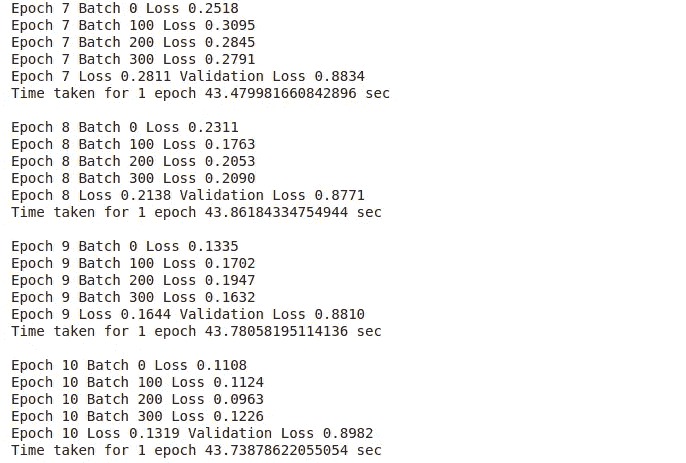 Epoch 7 Batch 0 Loss 0.2518
Epoch 7 Batch 100 Loss 0.3095
Epoch 7 Batch 200 Loss 0.2845
Epoch 7 Batch 300 Loss 0.2791
Epoch 7 Loss 0.2811 Validation Loss 0.8834
Time taken for 1 epoch 43.479981660842896 sec
Epoch 8 Batch 0 Loss 0.2311
Epoch 8 Batch 100 Loss 0.1763
Epoch 8 Batch 200 Loss 0.2053
Epoch 8 Batch 300 Loss 0.2090
Epoch 8 Loss 0.2138 Validation Loss 0.8771
Time taken for 1 epoch 43.86184334754944 sec
Epoch 9 Batch 0 Loss 0.1335
Epoch 9 Batch 100 Loss 0.1702
Epoch 9 Batch 200 Loss 0.1947
Epoch 9 Batch 300 Loss 0.1632
Epoch 9 Loss 0.1644 Validation Loss 0.8810
Time taken for 1 epoch 43.78058195114136 sec
Epoch 10 Batch 0 Loss 0.1108
Epoch 10 Batch 100 Loss 0.1124
Epoch 10 Batch 200 Loss 0.0963
Epoch 10 Batch 300 Loss 0.1226
Epoch 10 Loss 0.1319 Validation Loss 0.8982
Time taken for 1 epoch 43.73878622055054 sec